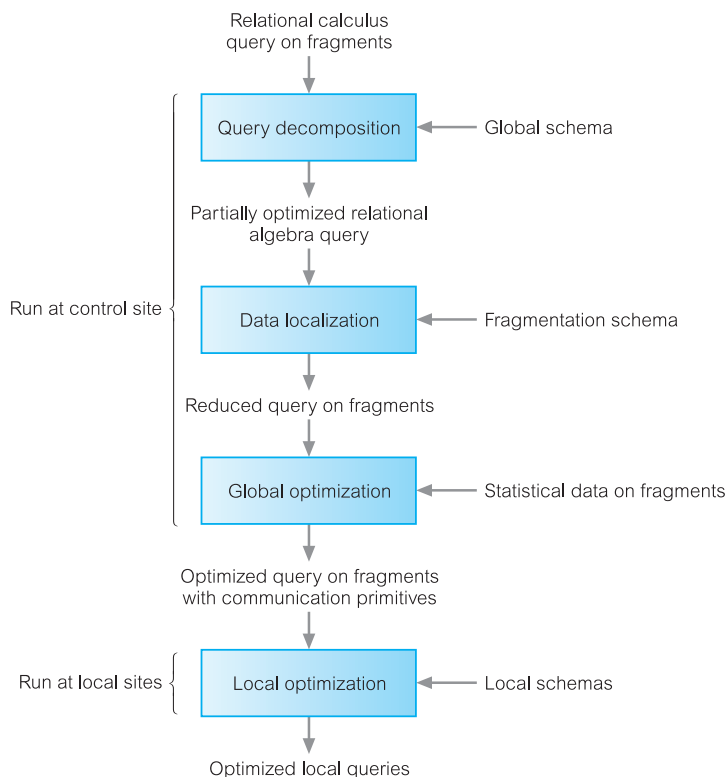 Relational calculus
query on fragments
Query decomposition
Global schema
Partially optimized relational
algebra query
Run at control site
Data localization
Fragmentation schema
Reduced query on fragments
Global optimization
Statistical data on fragments
Optimized query on fragments
with communication primitives
Run at local sites
Local optimization
Local schemas
Optimized local queries